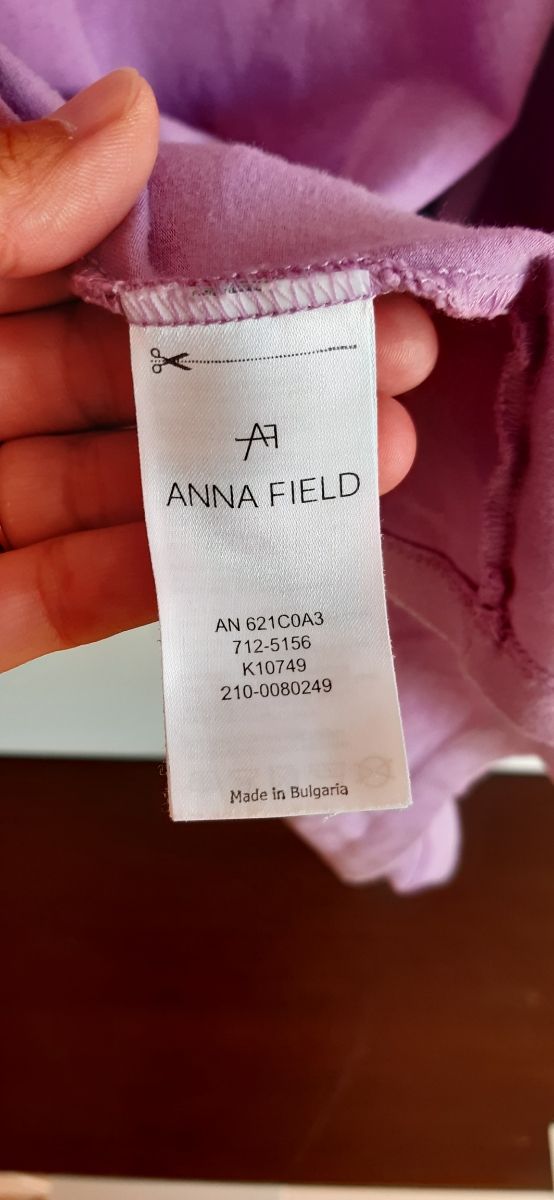 AF
ANNA FIELD
AN 621C0A3
712-5156
K10749
210-0080249
Made in Bulgaria